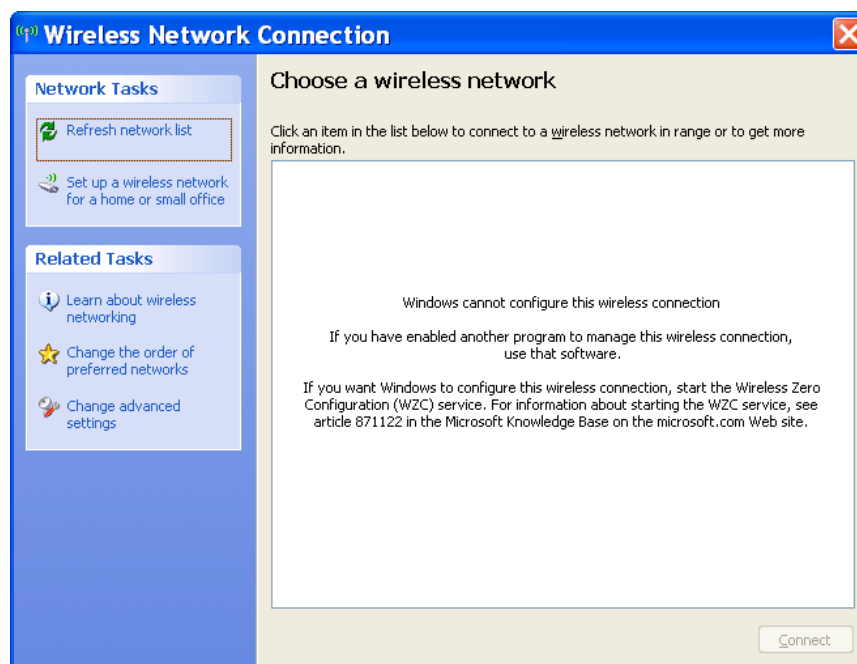 Wireless Network Connection
Network Tasks
Refresh network list
Set up a wireless network
for a home or small office
Related Tasks
Learn about wireless
networking
Change the order of
preferred networks
Change advanced
settings
Choose a wireless network
Click an item in the list below to connect to a wireless network in range or to get more
information.
Windows cannot configure this wireless connection
If you have enabled another program to manage this wireless connection,
use that software.
If you want Windows to configure this wireless connection, start the Wireless Zero
Configuration (WZC) service. For information about starting the WZC service, see
article 871122 in the Microsoft Knowledge Base on the microsoft.com Web site.
Connect